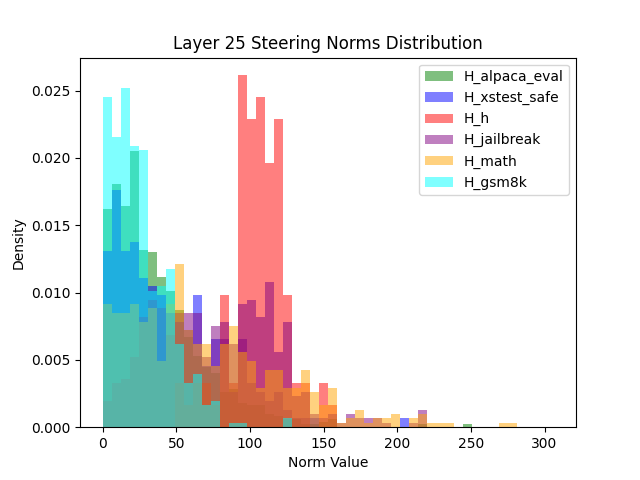 Layer 25 Steering Norms Distribution
H_alpaca_eval
H_xstest_safe
H_h
H_jailbreak
H_math
H_gsm8k
Density
0.025
0.020
0.015
0.010
0.005
0.000
0
50
100
150
200
250
300
Norm Value